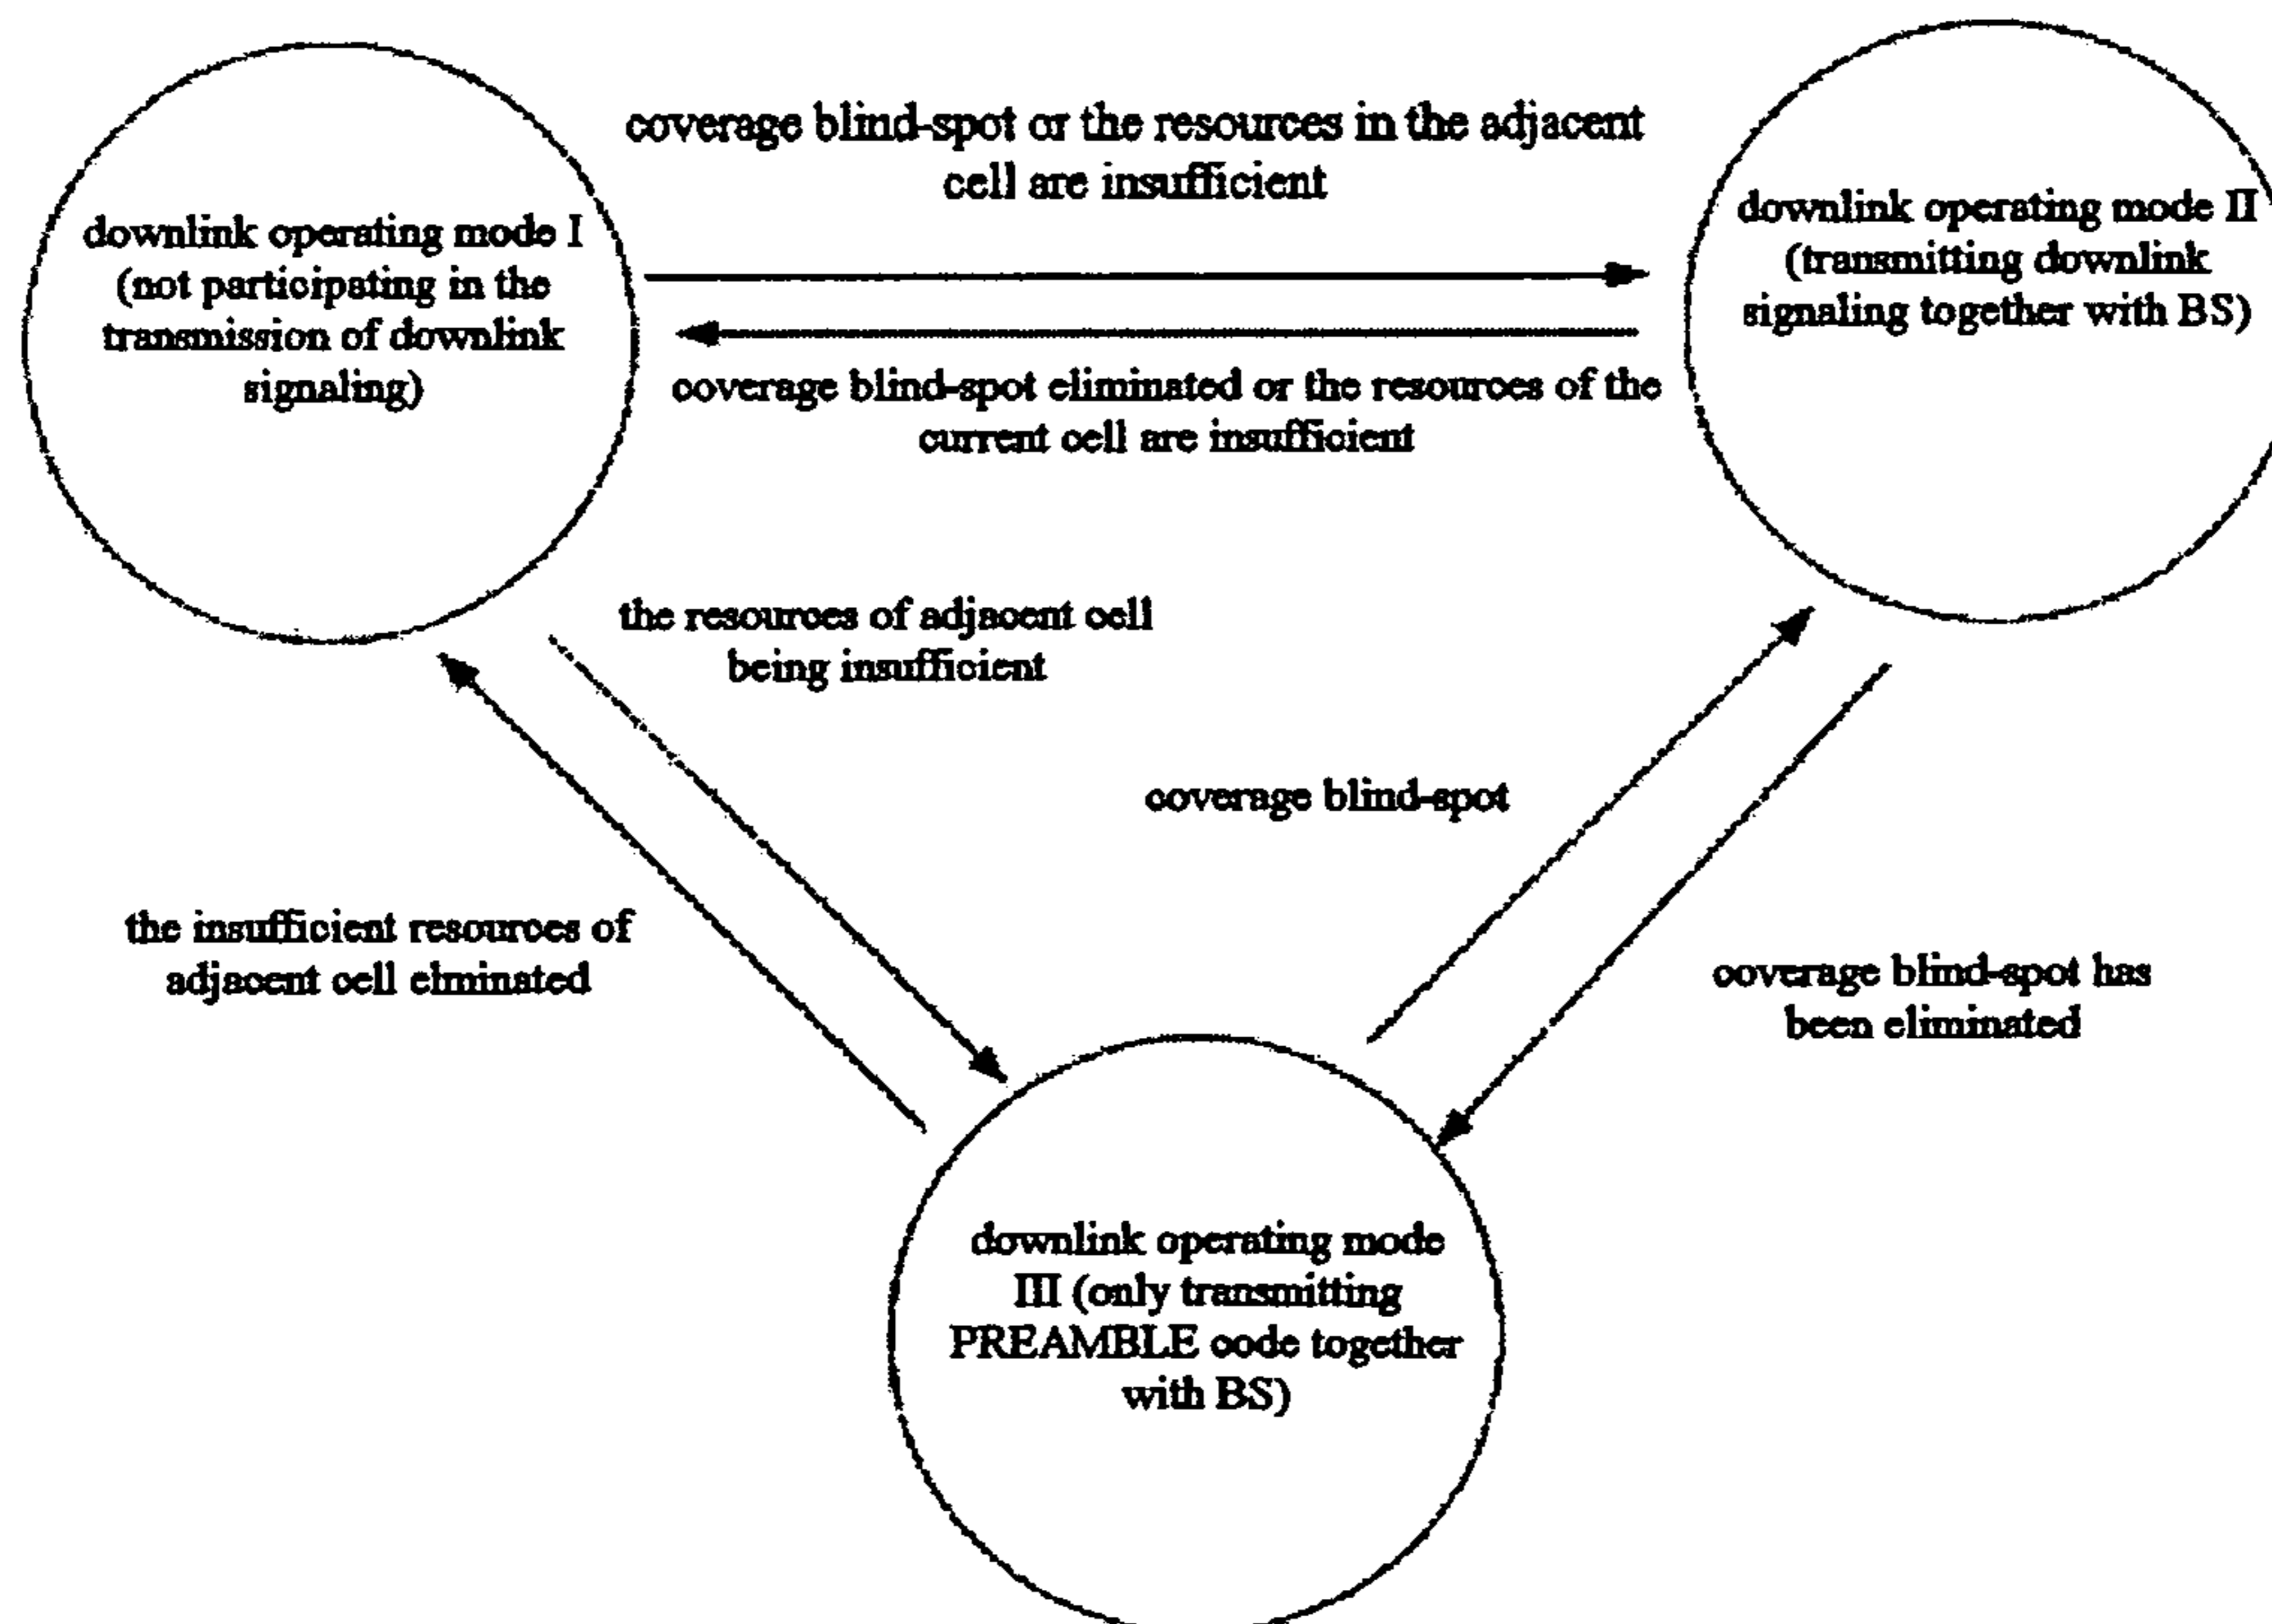 coverage blind-spot or the resources in the adjacent
cell are insufficient
downlink operating mode I
(not participating in the
transmission of downlink
signaling)
downlink operating mode II
(transmitting downlink
signaling together with BS)
coverage blind-spot eliminated or the resources of the
current cell are insufficient
the resources of adjacent cell
being insufficient
coverage blind-spot
the insufficient resources of
adjacent cell elminated
coverage blind-spot has
been eliminated
downlink operating mode
III (only transmitting
PREAMBLE code together
with BS)